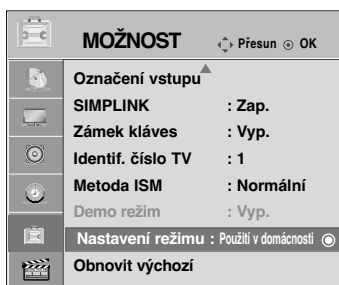 MOŽNOST Přesun OK
Označení vstupu
SIMPLINK : Zap.
Zámek kláves : Vyp.
Identif. číslo TV : 1
Metoda ISM : Normální
Demo režim : Vyp.
Nastavení režimu : Použití v domácnosti
Obnovit výchozí